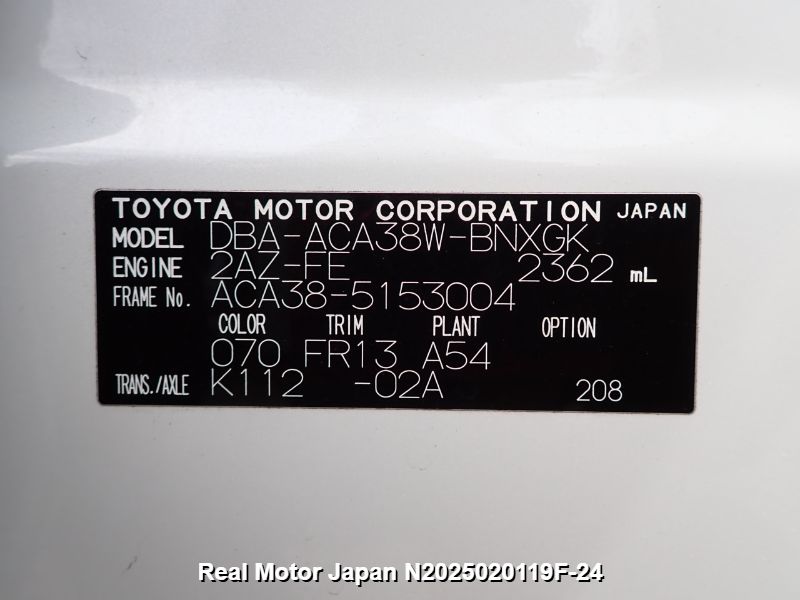 TOYOTA MOTOR CORPORATION JAPAN
MODEL DBA-ACA38W-BNXGK
ENGINE 2AZ-FE 2362 mL
FRAME No. ACA38-5153004
COLOR TRIM PLANT OPTION
070 FR13 A54
TRANS./AXLE K112 -02A 208
Real Motor Japan N2025020119F-24